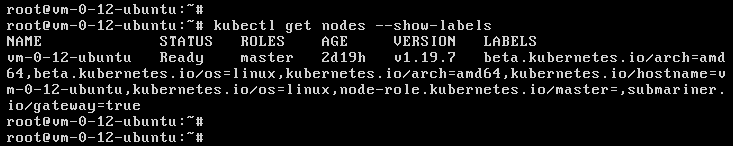 root@vm-0-12-ubuntu:~#
root@vm-0-12-ubuntu:~# kubectl get nodes --show-labels
NAME             STATUS   ROLES    AGE     VERSION   LABELS
vm-0-12-ubuntu   Ready    master   2d19h   v1.19.7   beta.kubernetes.io/arch=amd
64,beta.kubernetes.io/os=linux,kubernetes.io/arch=amd64,kubernetes.io/hostname=v
m-0-12-ubuntu,kubernetes.io/os=linux,node-role.kubernetes.io/master=,submariner.
io/gateway=true
root@vm-0-12-ubuntu:~#
root@vm-0-12-ubuntu:~#